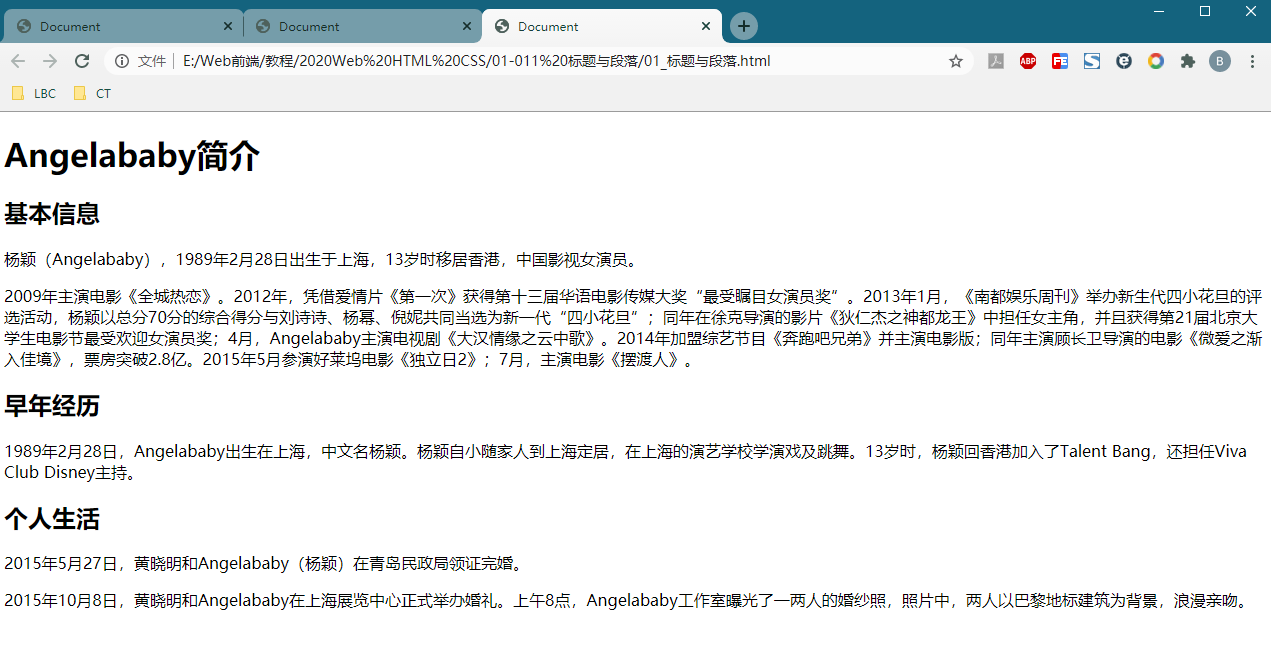 Document
Document
Document
文件
E:/Web前端/教程/2020Web%20HTML%20CSS/01-011%20标题与段落/01_标题与段落.html
ABP
FE
B
LBC
CT
Angelababy简介
基本信息
杨颖（Angelababy），1989年2月28日出生于上海，13岁时移居香港，中国影视女演员。
2009年主演电影《全城热恋》。2012年，凭借爱情片《第一次》获得第十三届华语电影传媒大奖“最受瞩目女演员奖”。2013年1月，《南都娱乐周刊》举办新生代四小花旦的评
选活动，杨颖以总分70分的综合得分与刘诗诗、杨幂、倪妮共同当选为新一代“四小花旦”；同年在徐克导演的影片《狄仁杰之神都龙王》中担任女主角，并且获得第21届北京大
学生电影节最受欢迎女演员奖；4月，Angelababy主演电视剧《大汉情缘之云中歌》。2014年加盟综艺节目《奔跑吧兄弟》并主演电影版；同年主演顾长卫导演的电影《微爱之渐
入佳境》，票房突破2.8亿。2015年5月参演好莱坞电影《独立日2》；7月，主演电影《摆渡人》。
早年经历
1989年2月28日，Angelababy出生在上海，中文名杨颖。杨颖自小随家人到上海定居，在上海的演艺学校学演戏及跳舞。13岁时，杨颖回香港加入了Talent Bang，还担任Viva
Club Disney主持。
个人生活
2015年5月27日，黄晓明和Angelababy（杨颖）在青岛民政局领证完婚。
2015年10月8日，黄晓明和Angelababy在上海展览中心正式举办婚礼。上午8点，Angelababy工作室曝光了一两人的婚纱照，照片中，两人以巴黎地标建筑为背景，浪漫亲吻。